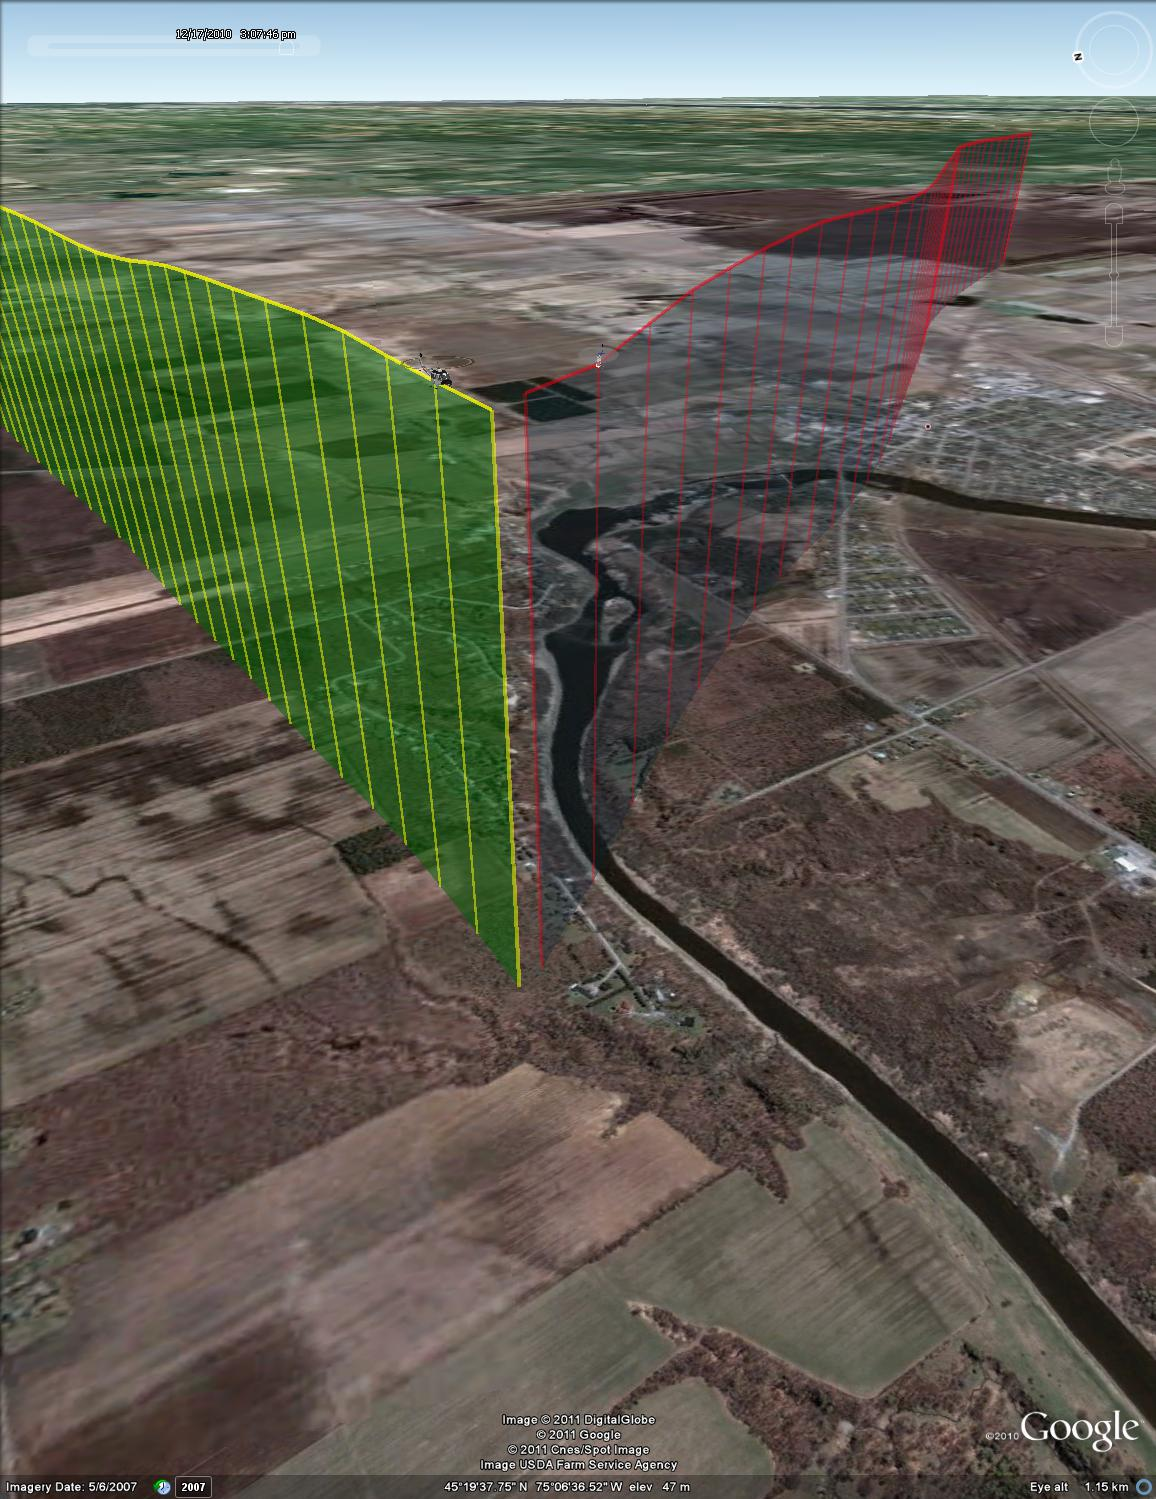 12/17/2010 3:07:46 pm
N
Image © 2011 DigitalGlobe
© 2011 Google
© 2011 Cnes/Spot Image
Image USDA Farm Service Agency
©2010 Google
Imagery Date: 5/6/2007 2007 45°19'37.75" N 75°06'36.52" W elev 47 m Eye alt 1.15 km